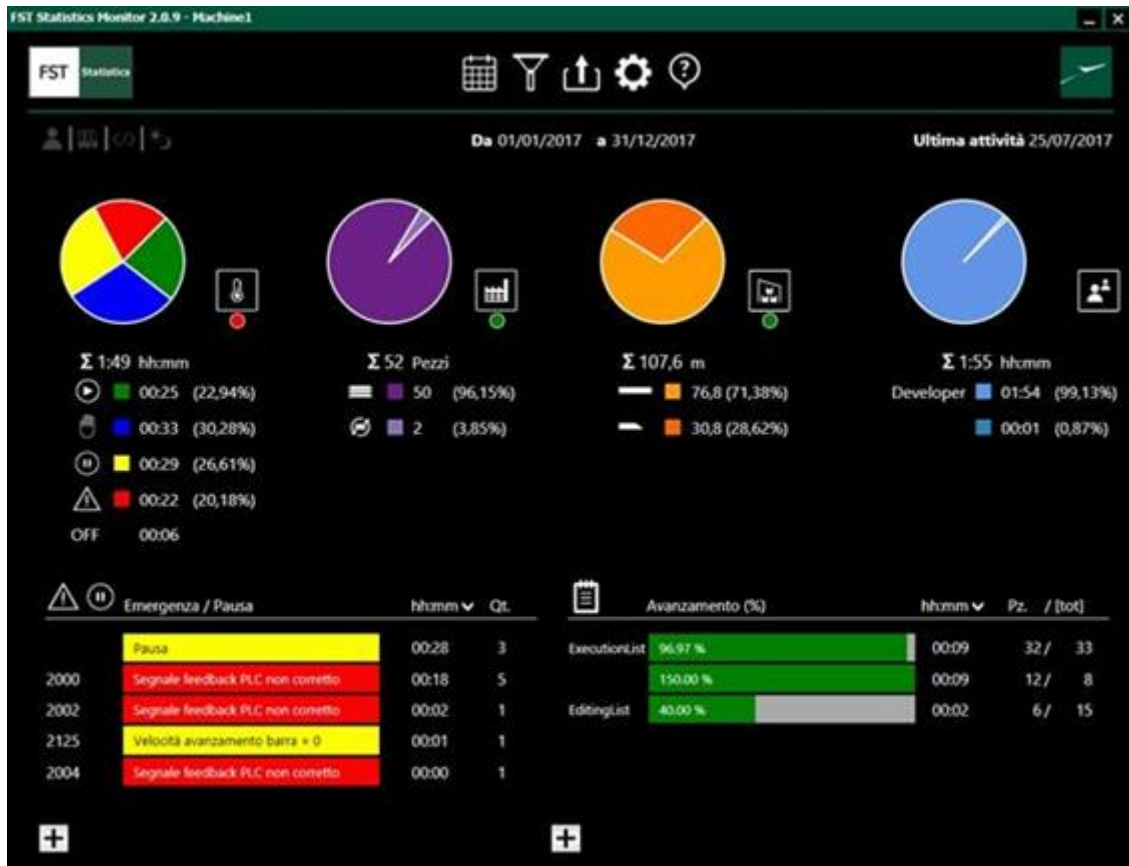 FST Statistics Monitor 2.0.9 - Machine1
FST Statistics
Da 01/01/2017 a 31/12/2017
Ultima attività 25/07/2017
Σ 1:49 hh:mm
00:25 (22,94%)
00:33 (30,28%)
00:29 (26,61%)
00:22 (20,18%)
OFF 00:06
Σ 52 Pezzi
50 (96,15%)
2 (3,85%)
Σ 107,6 m
76,8 (71,38%)
30,8 (28,62%)
Σ 1:55 hh:mm
Developer 01:54 (99,13%)
00:01 (0,87%)
Emergenza / Pausa hh:mm Qt.
Pausa 00:28 3
2000 Segnale feedback PLC non corretto 00:18 5
2002 Segnale feedback PLC non corretto 00:02 1
2125 Velocità avanzamento barra = 0 00:01 1
2004 Segnale feedback PLC non corretto 00:00 1
Avanzamento (%) hh:mm Pz. / [tot]
ExecutionList 96.97 % 00:09 32 / 33
150.00 % 00:09 12 / 8
EditingList 40.00 % 00:02 6 / 15